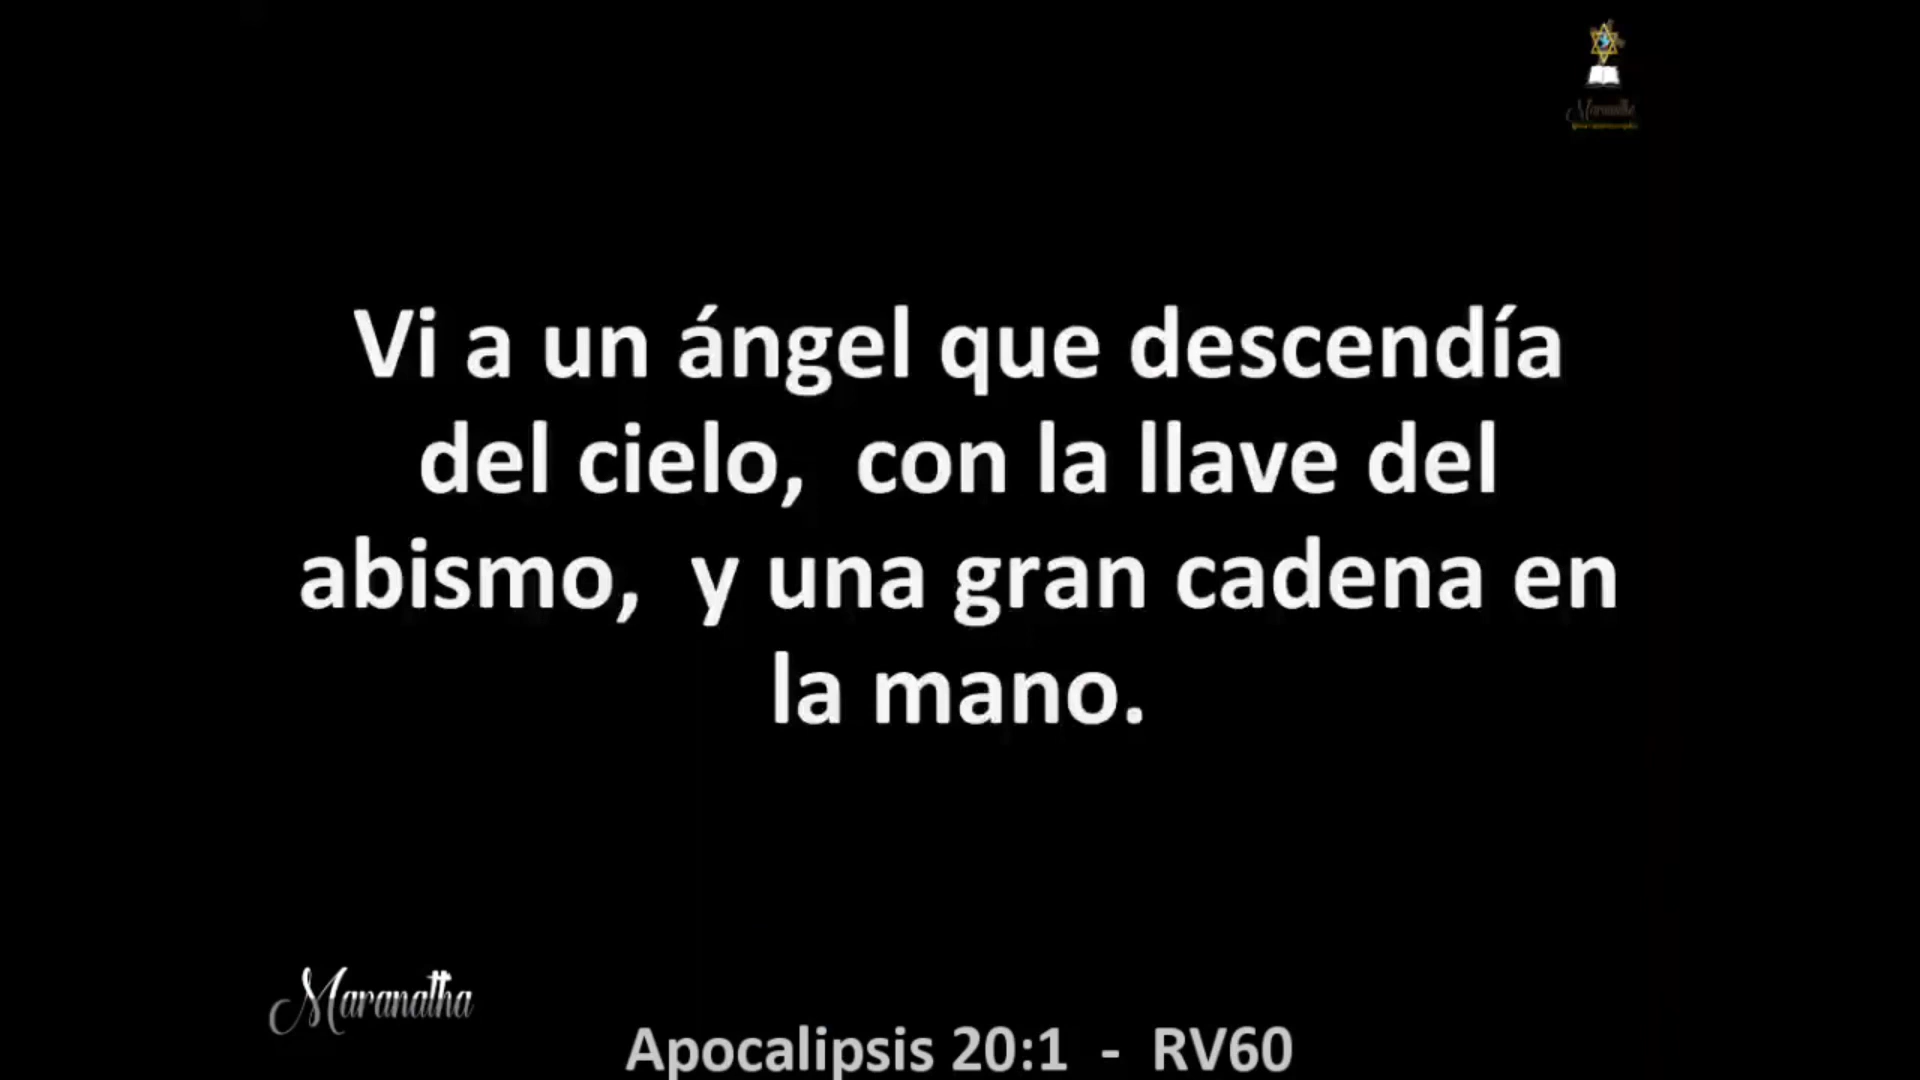 Maranatha
Vi a un ángel que descendía
del cielo, con la llave del
abismo, y una gran cadena en
la mano.
Maranatha
Apocalipsis 20:1 - RV60